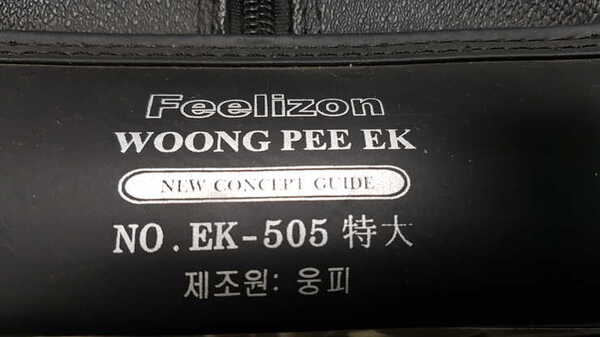 Feelizon
WOONG PEE EK
NEW CONCEPT GUIDE
NO.EK-505 特大
제조원: 웅피